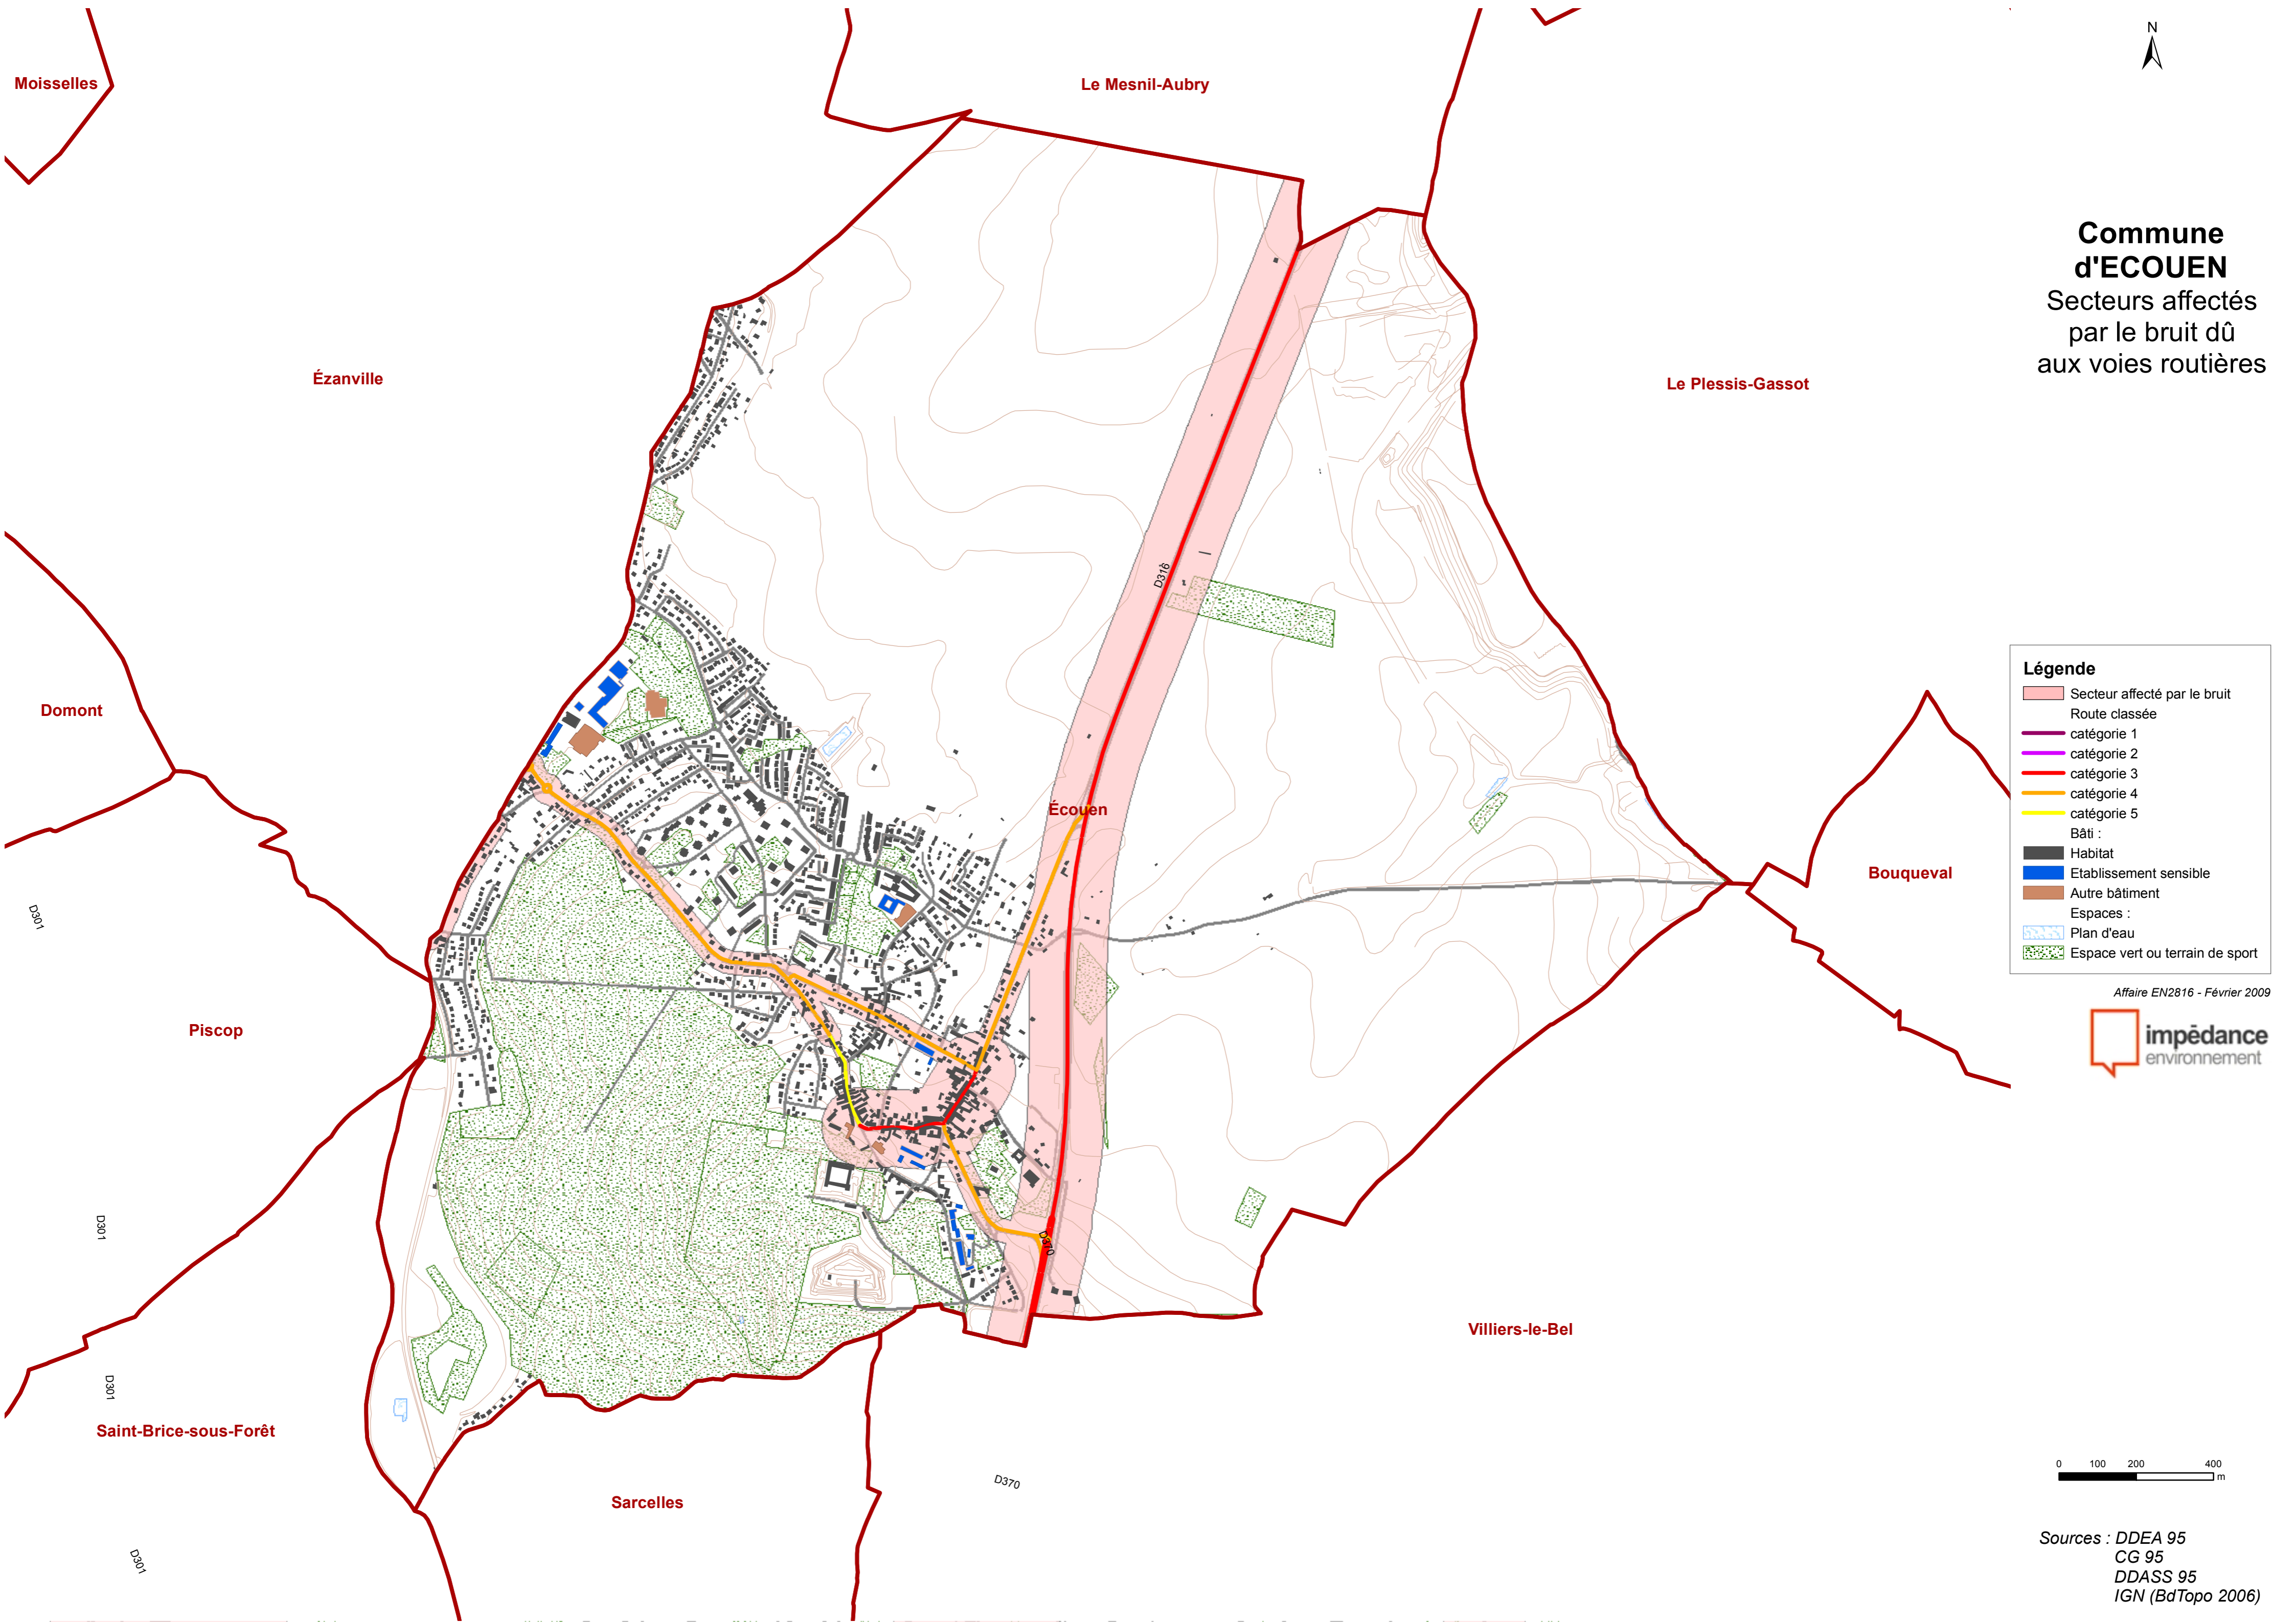 N
Moisselles
Le Mesnil-Aubry
Commune
d'ECOUEN
Secteurs affectés
par le bruit dû
aux voies routières
Ézanville
Le Plessis-Gassot
D316
Domont
Écouen
Bouqueval
Légende
Secteur affecté par le bruit
Route classée
catégorie 1
catégorie 2
catégorie 3
catégorie 4
catégorie 5
Bâti :
Habitat
Etablissement sensible
Autre bâtiment
Espaces :
Plan d'eau
Espace vert ou terrain de sport
Affaire EN2816 - Février 2009
impédance
environnement
D301
Piscop
D301
D370
Villiers-le-Bel
D301
Saint-Brice-sous-Forêt
Sarcelles
D370
D301
0 100 200 400
m
Sources : DDEA 95
CG 95
DDASS 95
IGN (BdTopo 2006)